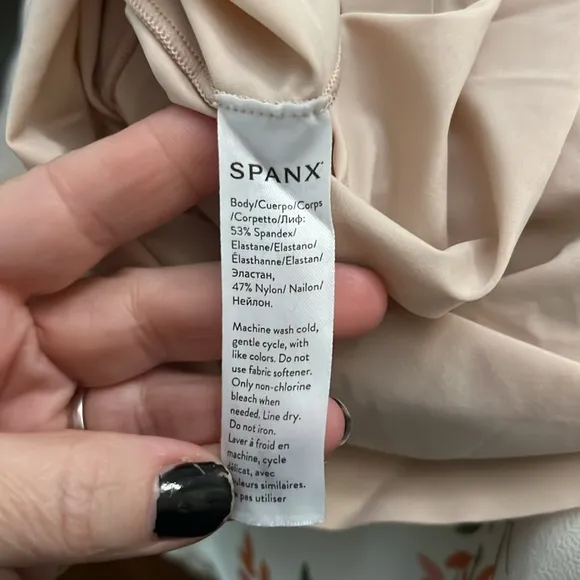 SPANX
Body/Cuerpo/Corps
/Corpetto/Лиф:
53% Spandex/
Elastane/Elastano/
Élasthanne/Elastan/
Эластан,
47% Nylon/ Nailon/
Нейлон.
Machine wash cold,
gentle cycle, with
like colors. Do not
use fabric softener.
Only non-chlorine
bleach when
needed. Line dry.
Do not iron.
Laver à froid en
machine, cycle
délicat, avec
couleurs similaires.
pas utiliser